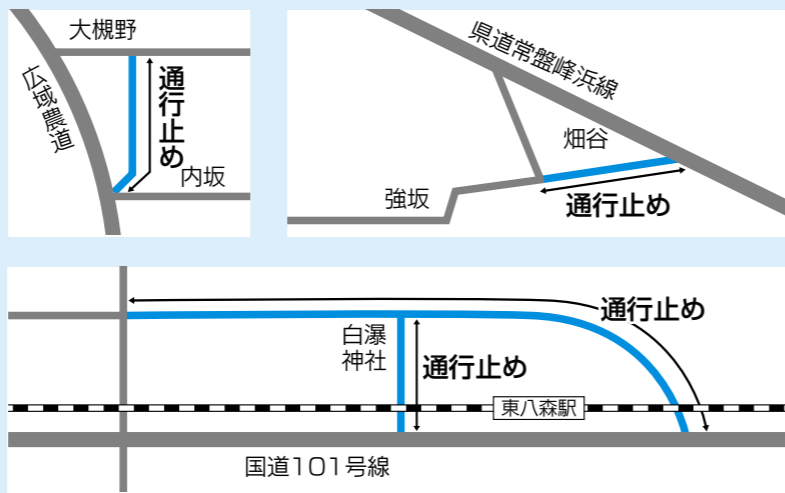 大槻野
広域農道
通行止め
内坂
県道常盤峰浜線
畑谷
強坂
通行止め
通行止め
白瀑
神社
通行止め
東八森駅
国道101号線